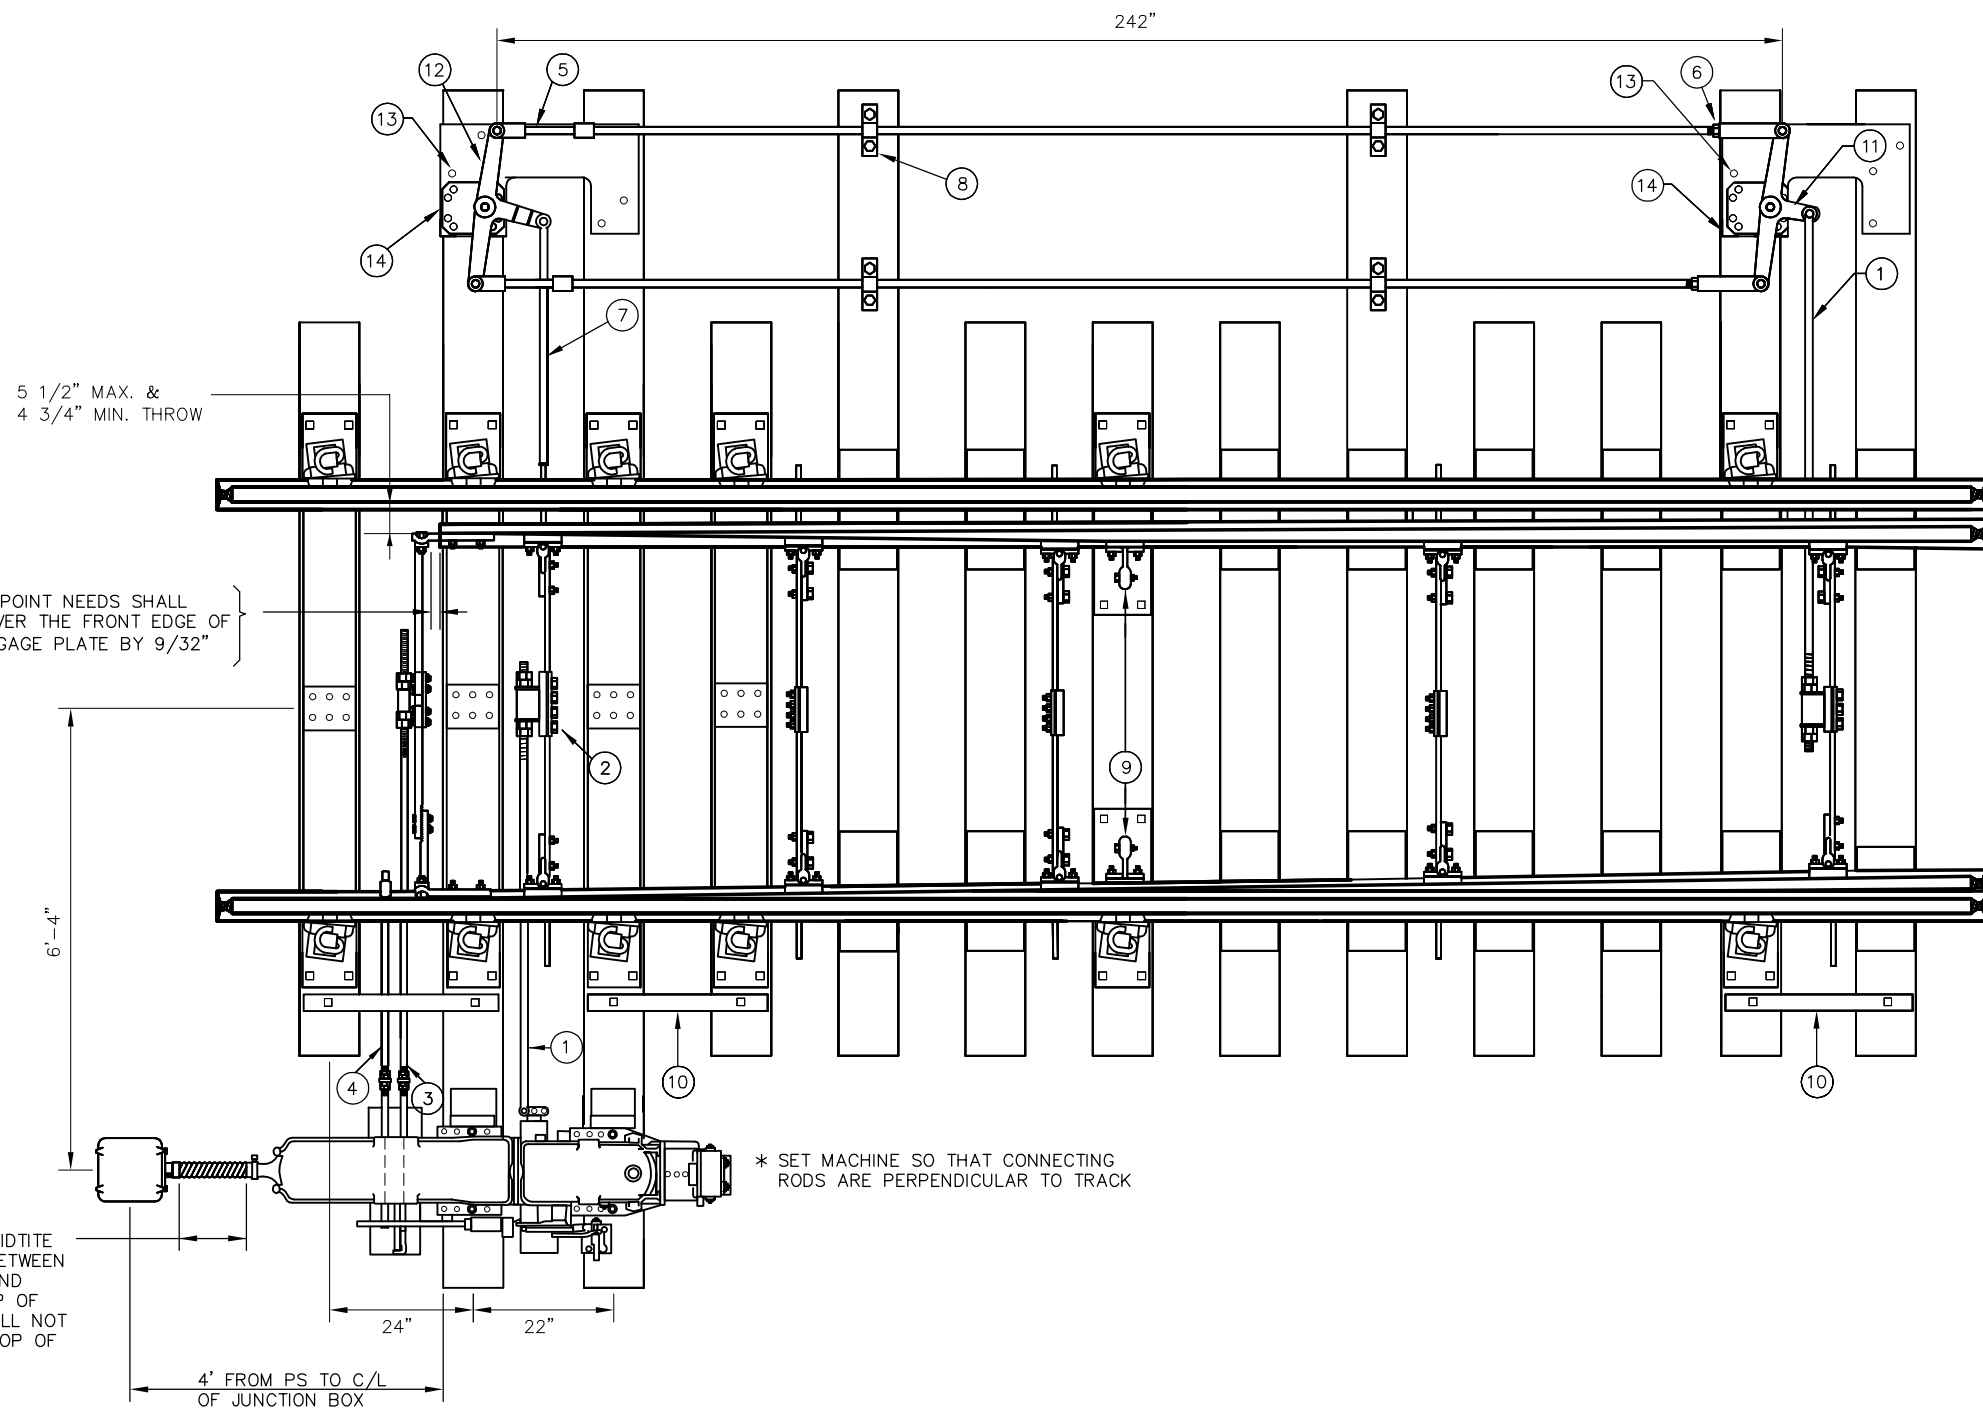 242”
12
5
13
6
13
11
8
14
14
1
7
5 1/2” MAX. &
4 3/4” MIN. THROW
POINT NEEDS SHALL
VER THE FRONT EDGE OF
GAGE PLATE BY 9/32”
2
9
6’-4”
1
4
3
10
10
* SET MACHINE SO THAT CONNECTING
RODS ARE PERPENDICULAR TO TRACK
IDTITE
ETWEEN
ND
P OF
LL NOT
OP OF
24”
22”
4’ FROM PS TO C/L
OF JUNCTION BOX